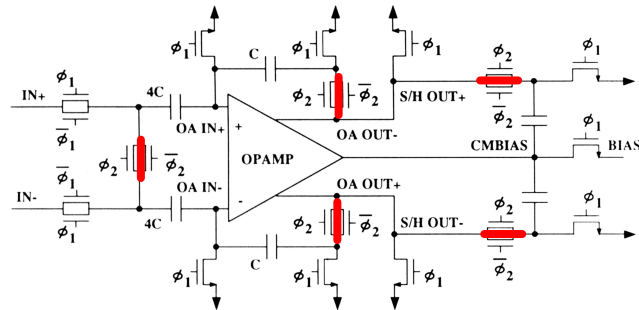 ϕ1 C ϕ1 ϕ1 ϕ2 ϕ1
IN+ ϕ1 4C ϕ2 ϕ̅2 S/H OUT+
ϕ̅1 OA IN+ + OA OUT- ϕ̅2
ϕ2 ϕ̅2 OPAMP CMBIAS ϕ1 BIAS
ϕ̅1 OA IN- - OA OUT+
IN- 4C ϕ2 ϕ̅2 S/H OUT- ϕ2 ϕ1
ϕ1 C ϕ̅2
ϕ1 ϕ1 ϕ1